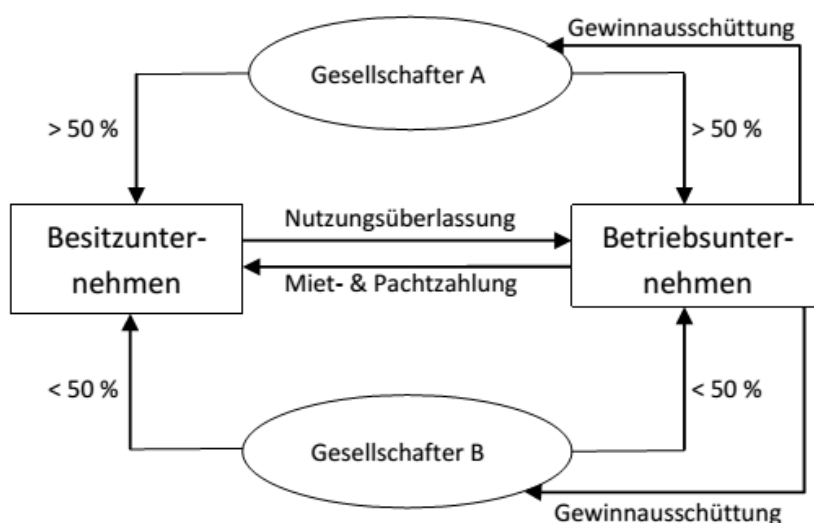 Gewinnausschüttung
Gesellschafter A
> 50 %
> 50 %
Nutzungsüberlassung
Besitzunter-
nehmen
Betriebsunter-
nehmen
Miet- & Pachtzahlung
< 50 %
< 50 %
Gesellschafter B
Gewinnausschüttung